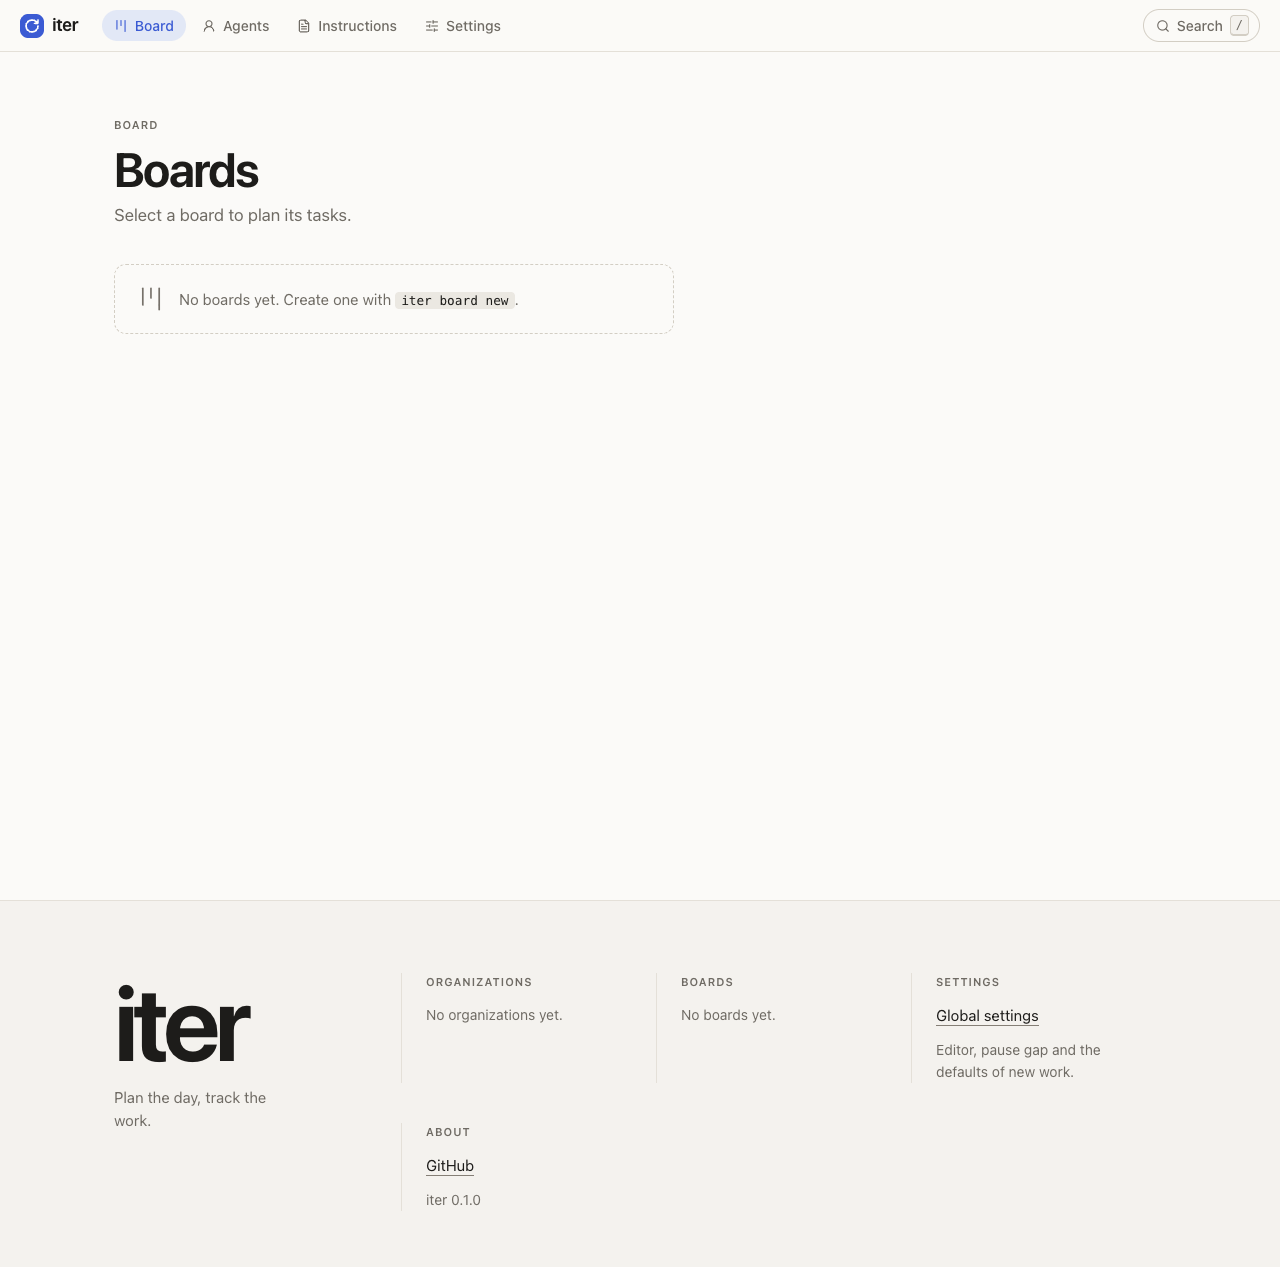 iter
Board
Agents
Instructions
Settings
Search /
BOARD
Boards
Select a board to plan its tasks.
No boards yet. Create one with iter board new.
iter
Plan the day, track the
work.
ORGANIZATIONS
No organizations yet.
BOARDS
No boards yet.
SETTINGS
Global settings
Editor, pause gap and the
defaults of new work.
ABOUT
GitHub
iter 0.1.0